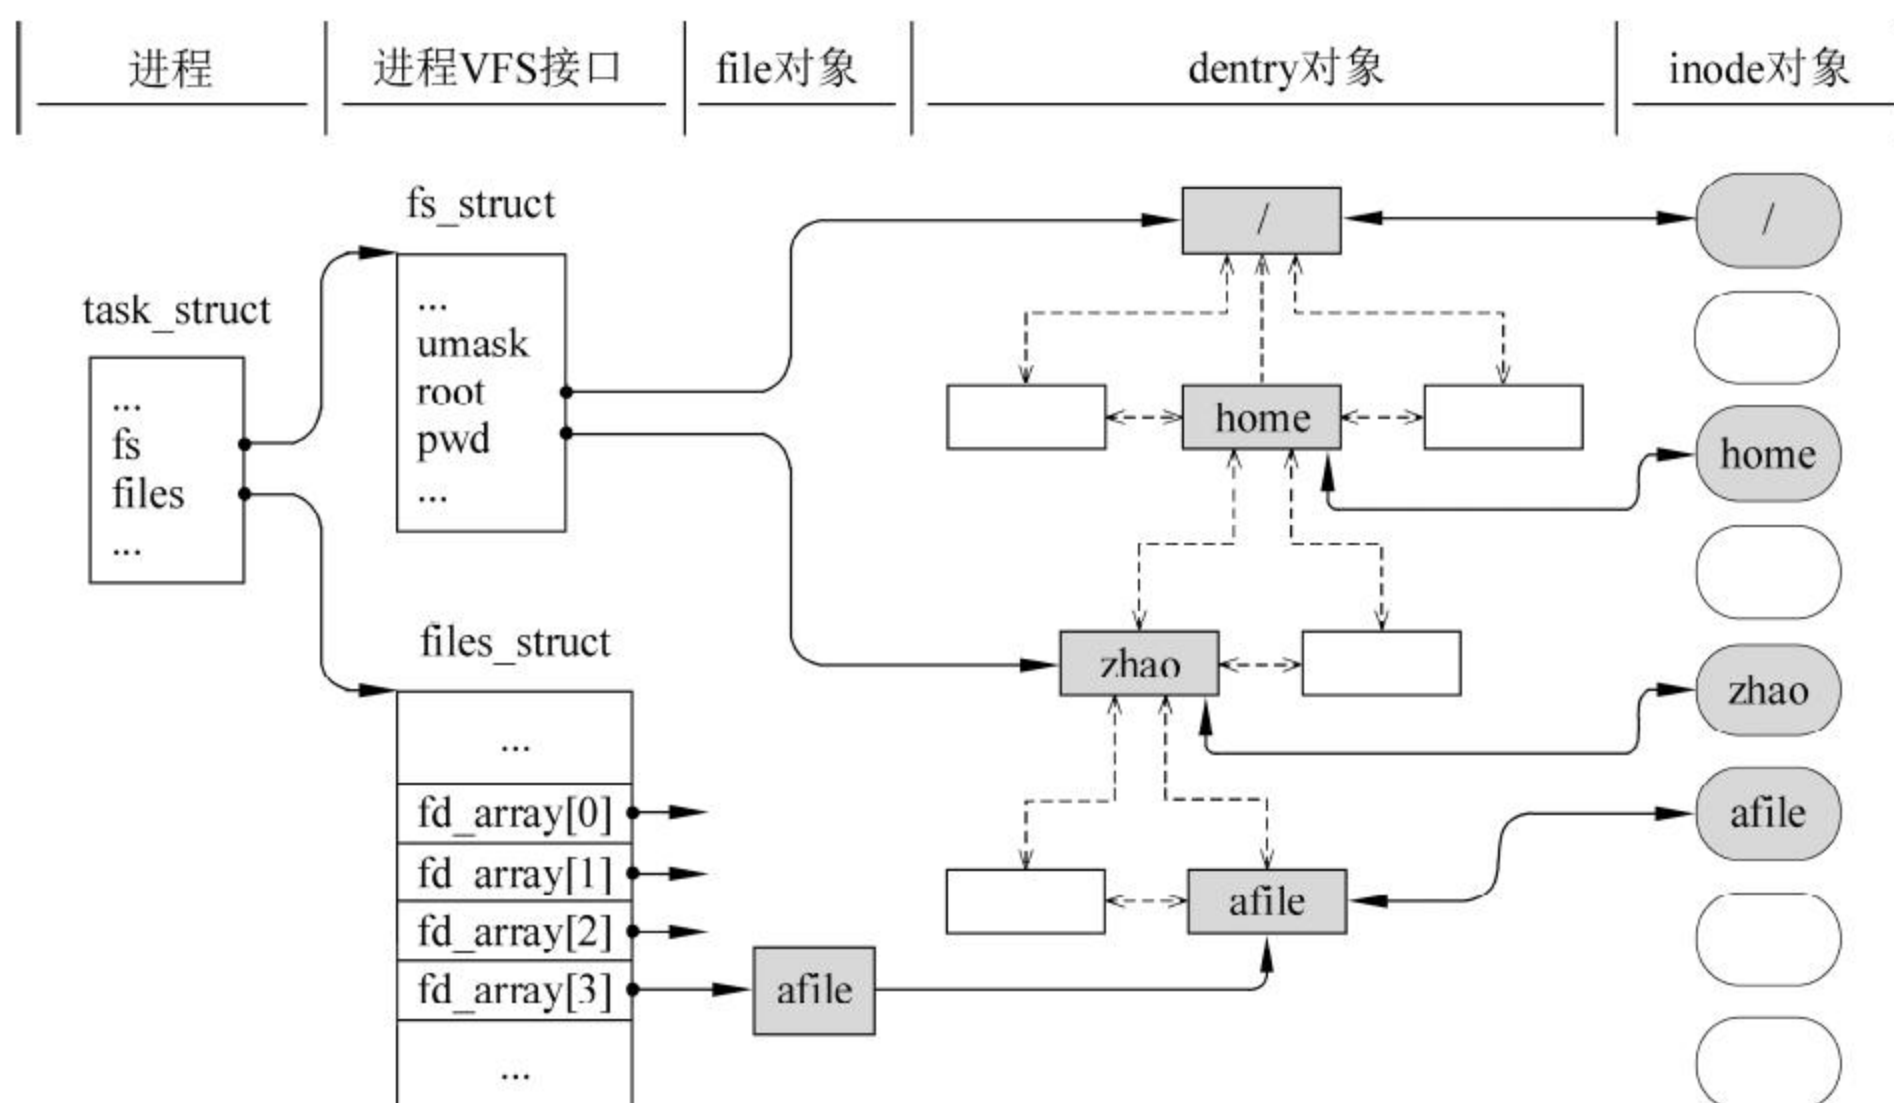 进程
进程VFS接口
file对象
dentry对象
inode对象
task_struct
...
fs
files
...
fs_struct
...
umask
root
pwd
...
files_struct
...
fd_array[0]
fd_array[1]
fd_array[2]
fd_array[3]
...
afile
/
home
zhao
afile
/
home
zhao
afile